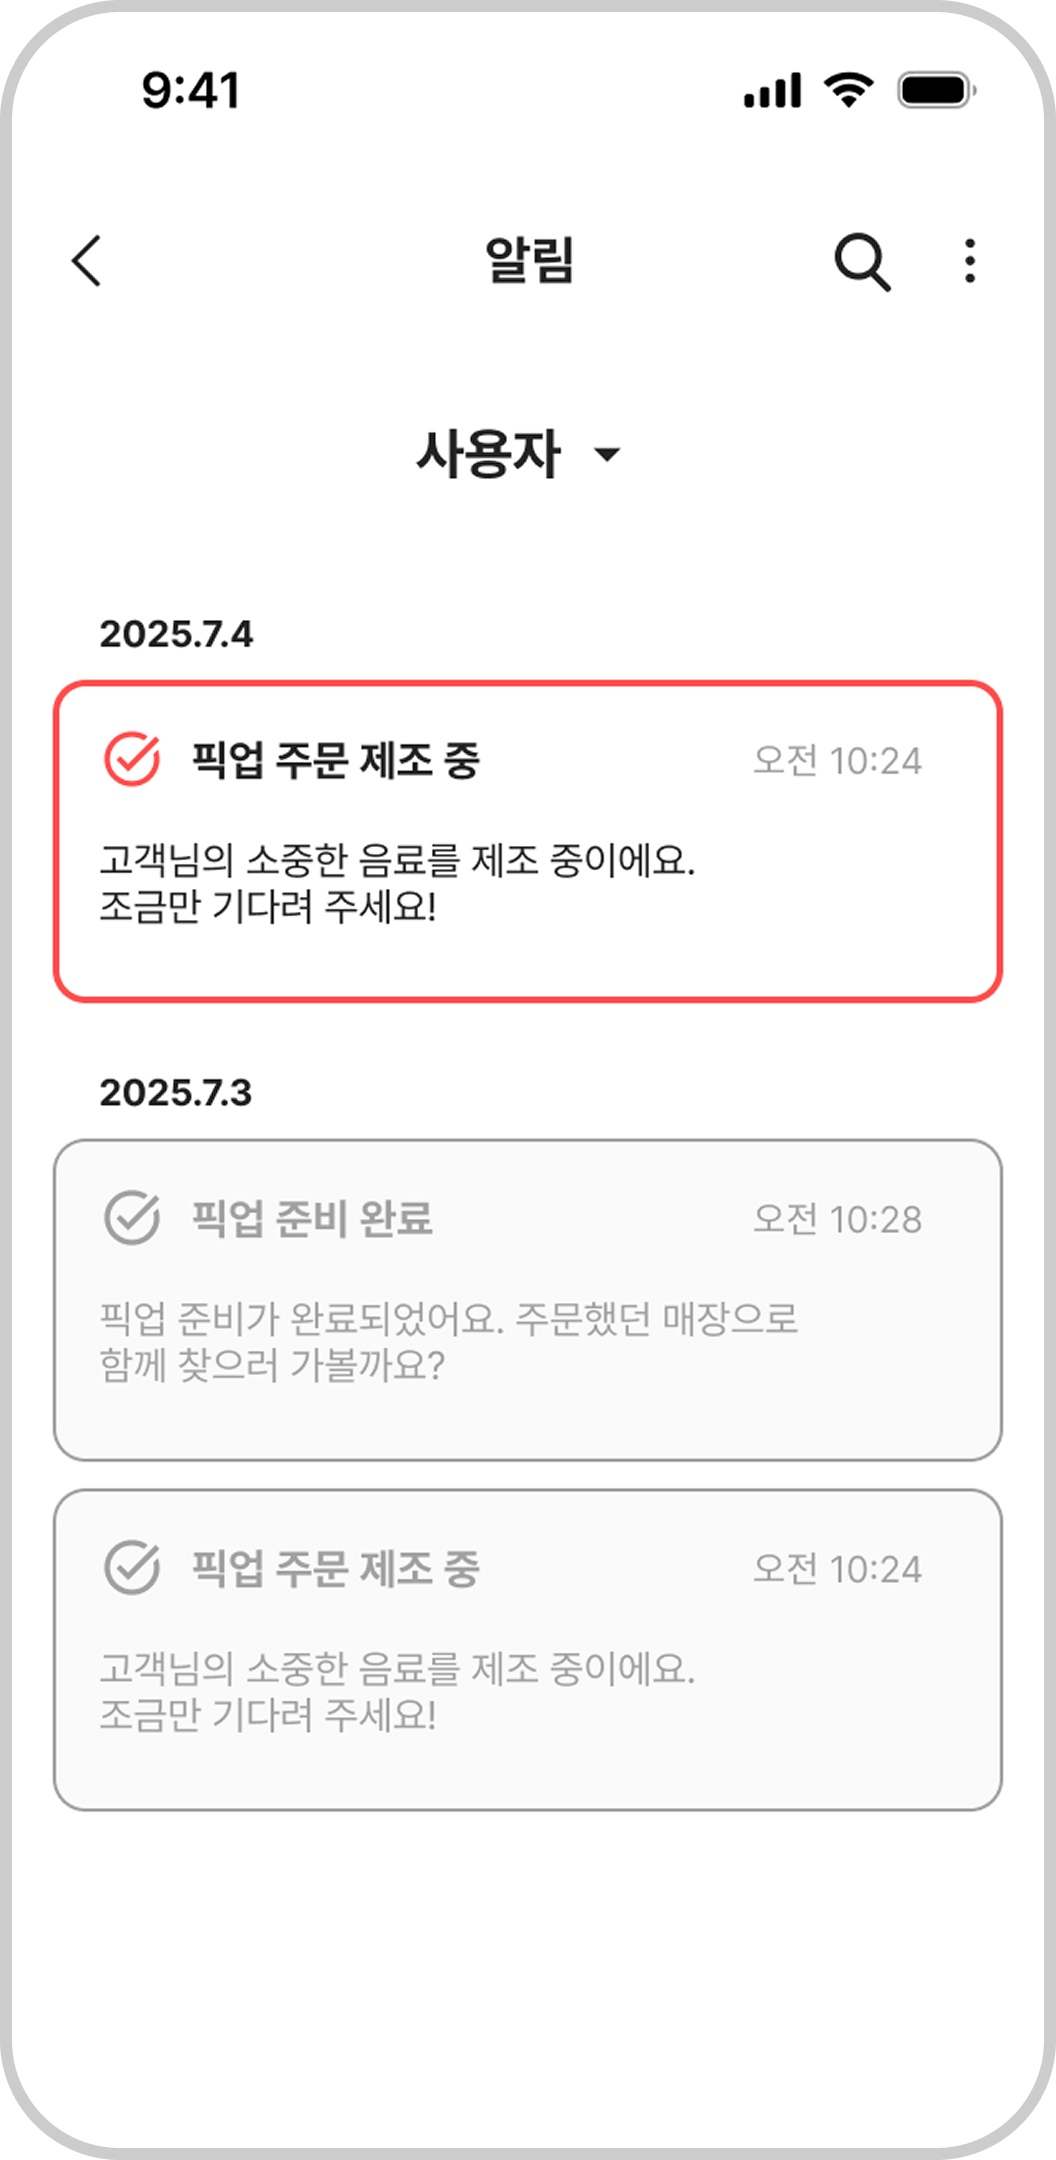 9:41
알림
사용자
2025.7.4
픽업 주문 제조 중 오전 10:24
고객님의 소중한 음료를 제조 중이에요.
조금만 기다려 주세요!
2025.7.3
픽업 준비 완료 오전 10:28
픽업 준비가 완료되었어요. 주문했던 매장으로
함께 찾으러 가볼까요?
픽업 주문 제조 중 오전 10:24
고객님의 소중한 음료를 제조 중이에요.
조금만 기다려 주세요!